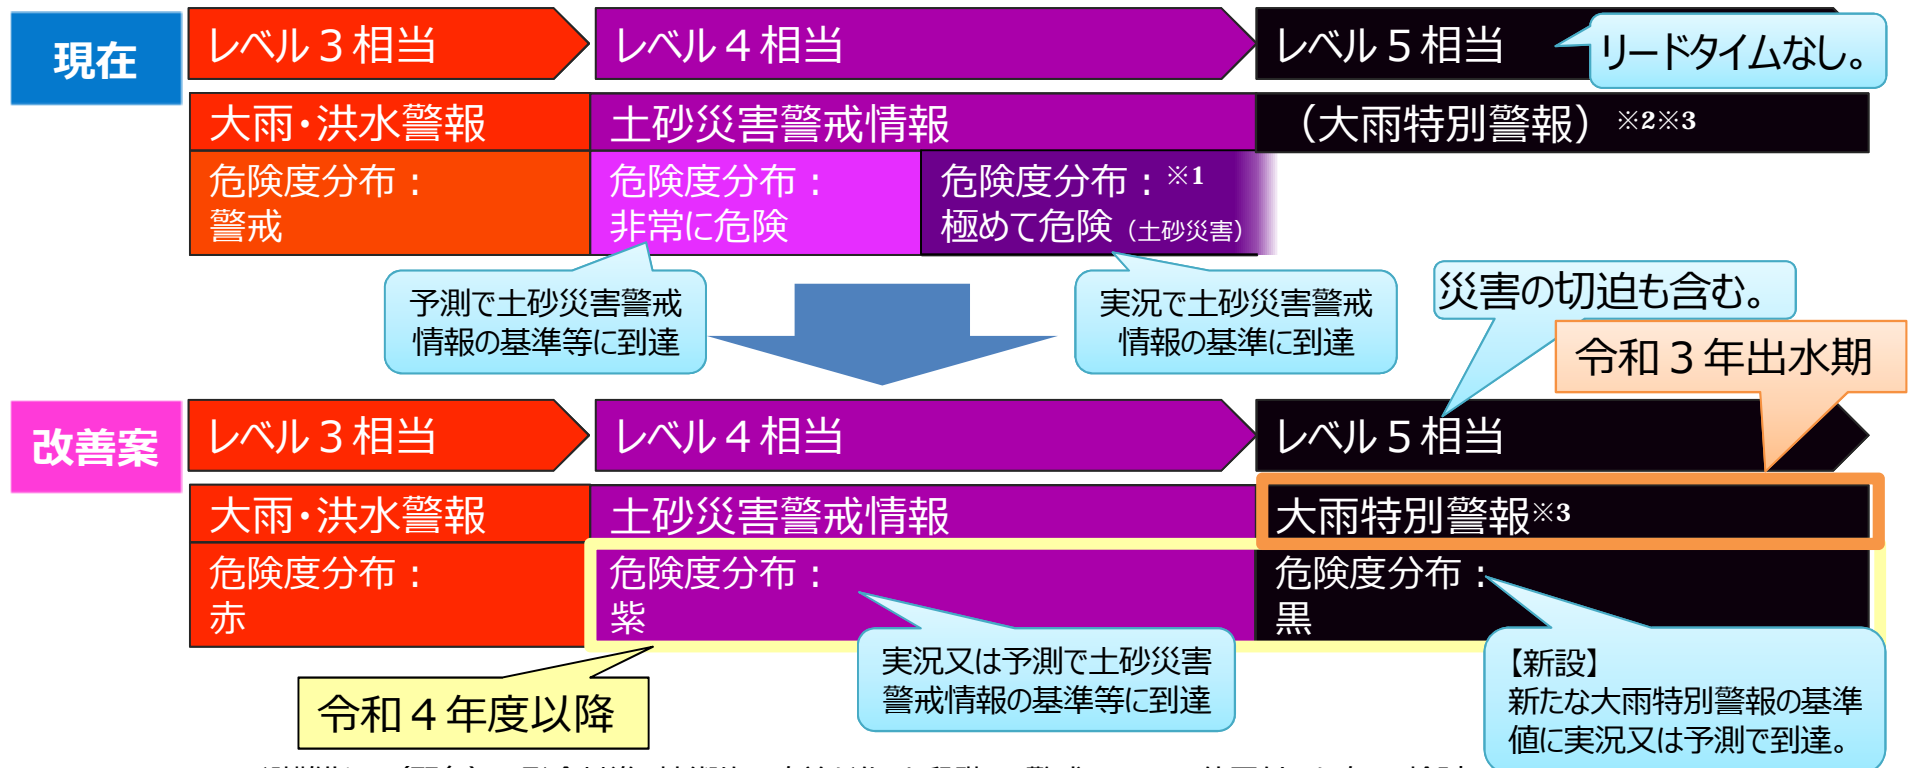 現在
レベル3相当
レベル4相当
レベル5相当
リードタイムなし。
大雨・洪水警報
土砂災害警戒情報
（大雨特別警報）※2※3
危険度分布：
警戒
危険度分布：
非常に危険
危険度分布：※1
極めて危険（土砂災害）
予測で土砂災害警戒
情報の基準等に到達
実況で土砂災害警戒
情報の基準に到達
災害の切迫も含む。
令和3年出水期
改善案
レベル3相当
レベル4相当
レベル5相当
大雨・洪水警報
土砂災害警戒情報
大雨特別警報※3
危険度分布：
赤
危険度分布：
紫
危険度分布：
黒
実況又は予測で土砂災害
警戒情報の基準等に到達
【新設】
新たな大雨特別警報の基準
値に実況又は予測で到達。
令和4年度以降